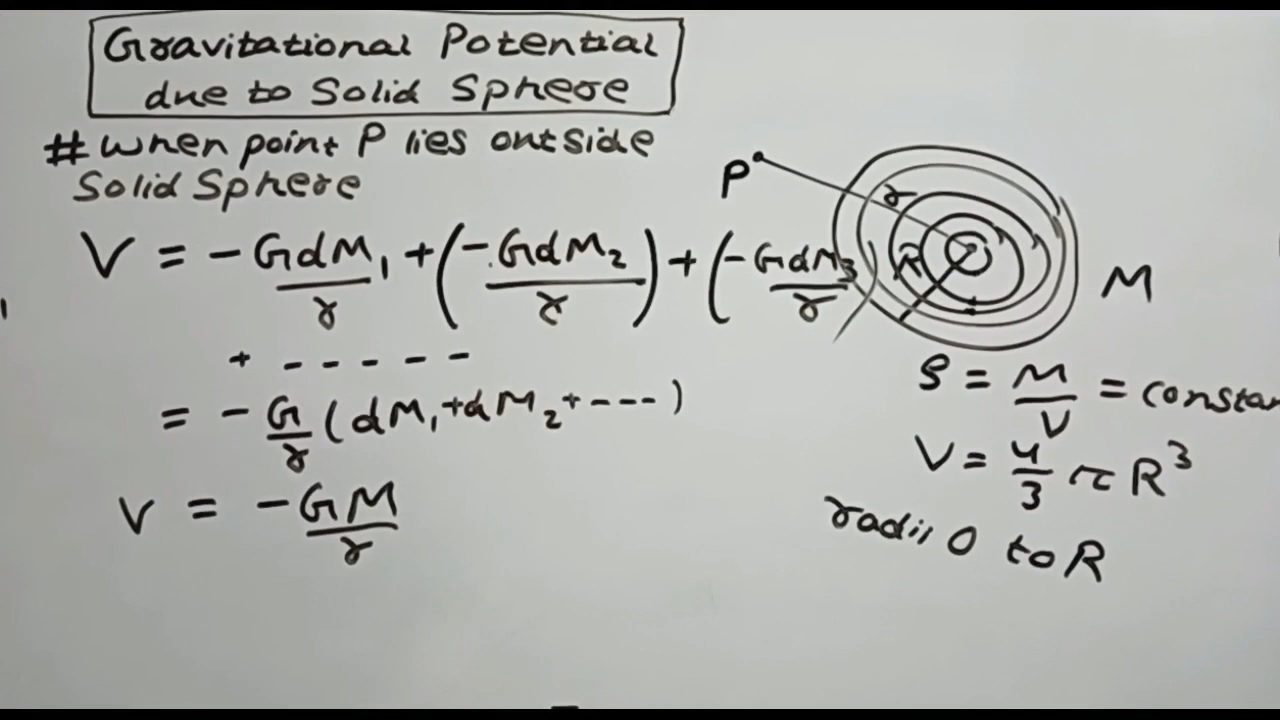 Gravitational Potential
due to Solid Sphere
# When point P lies outside
Solid Sphere
V = - GdM₁/r + (- GdM₂/r) + (- GdM₃/r)
+ - - - - -
= - G/r (dM₁+dM₂+---)
V = - GM/r
P
r
R
M
ρ = M/V = constan
V = 4/3 π R³
radii 0 to R